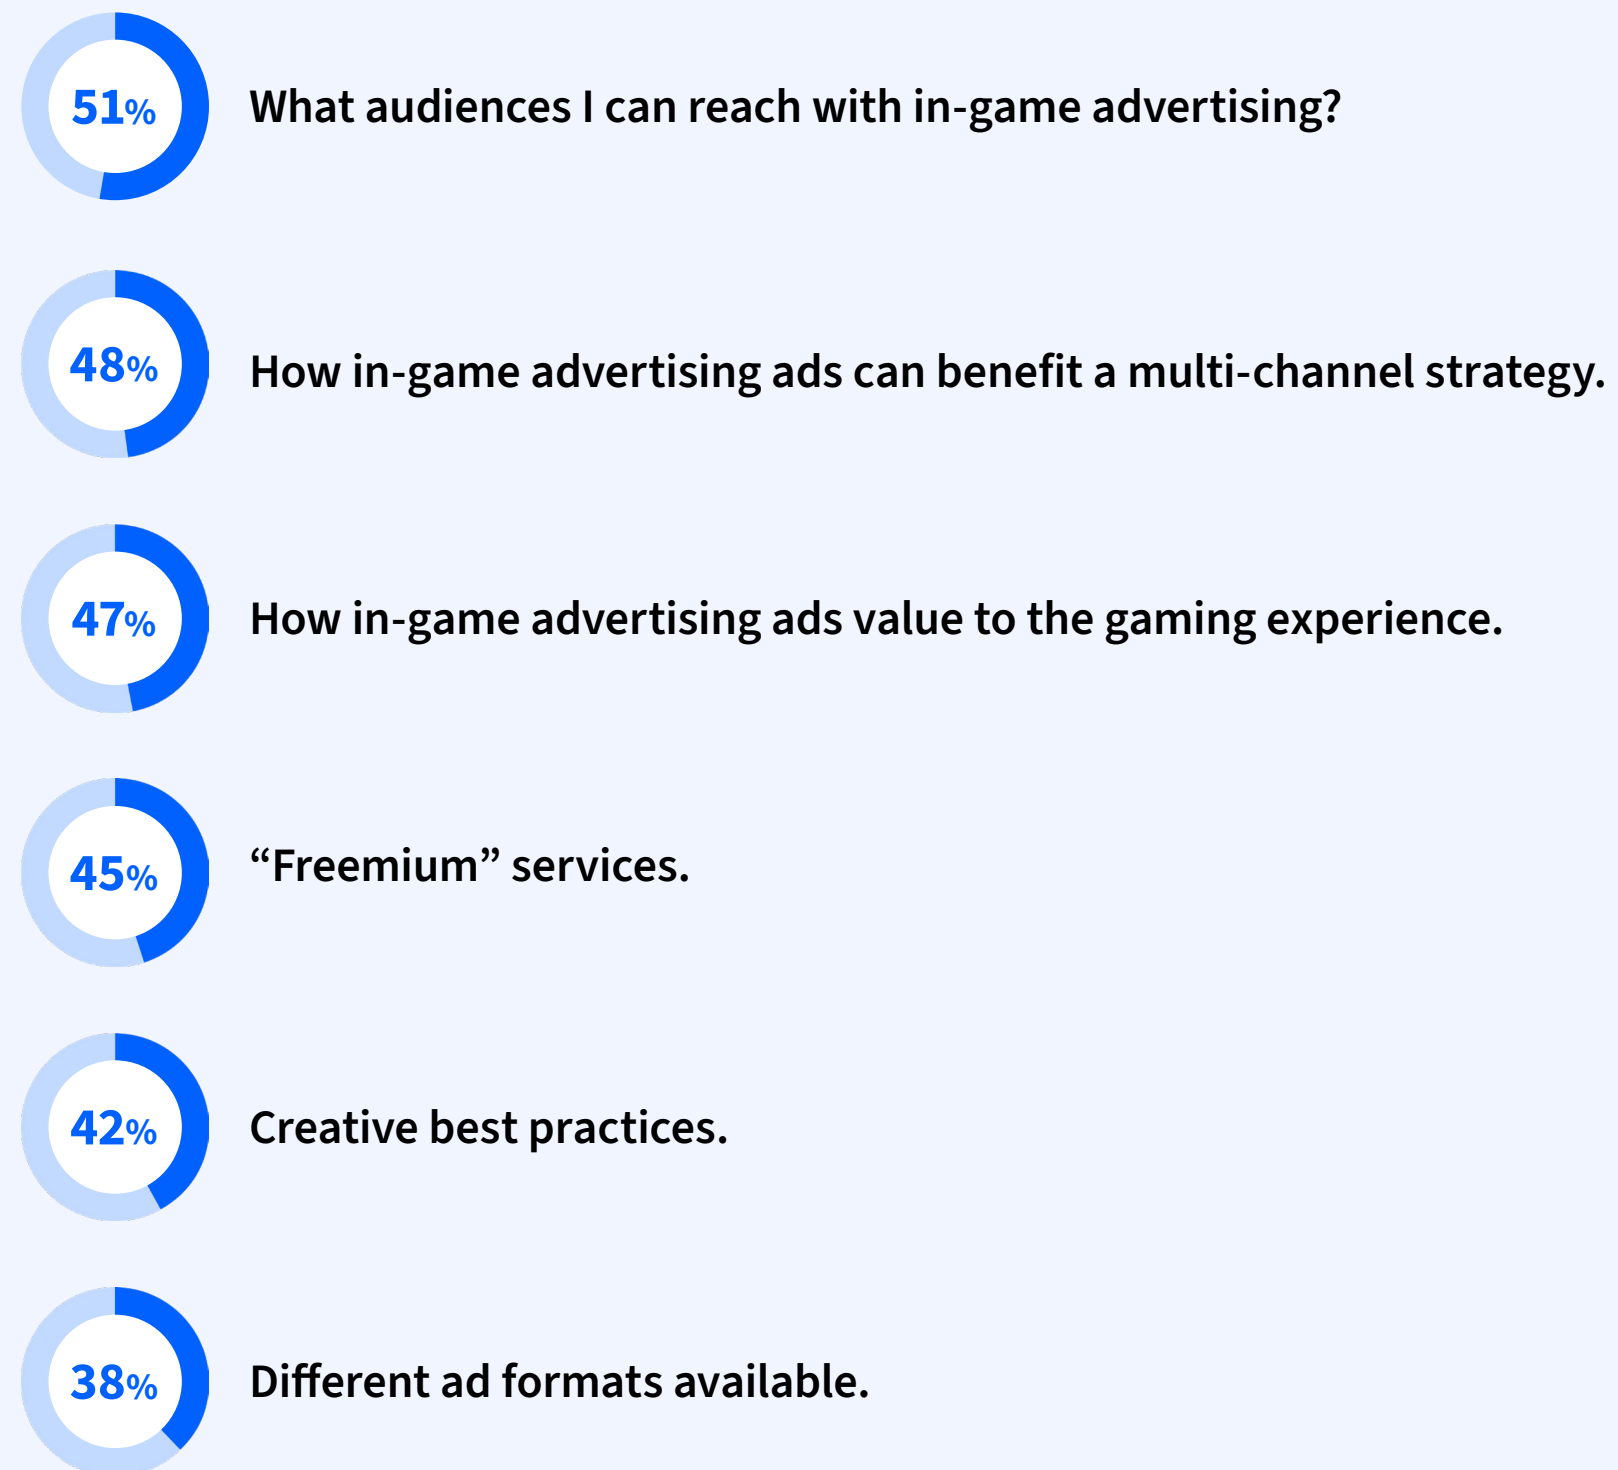 51% What audiences I can reach with in-game advertising?
48% How in-game advertising ads can benefit a multi-channel strategy.
47% How in-game advertising ads value to the gaming experience.
45% “Freemium” services.
42% Creative best practices.
38% Different ad formats available.